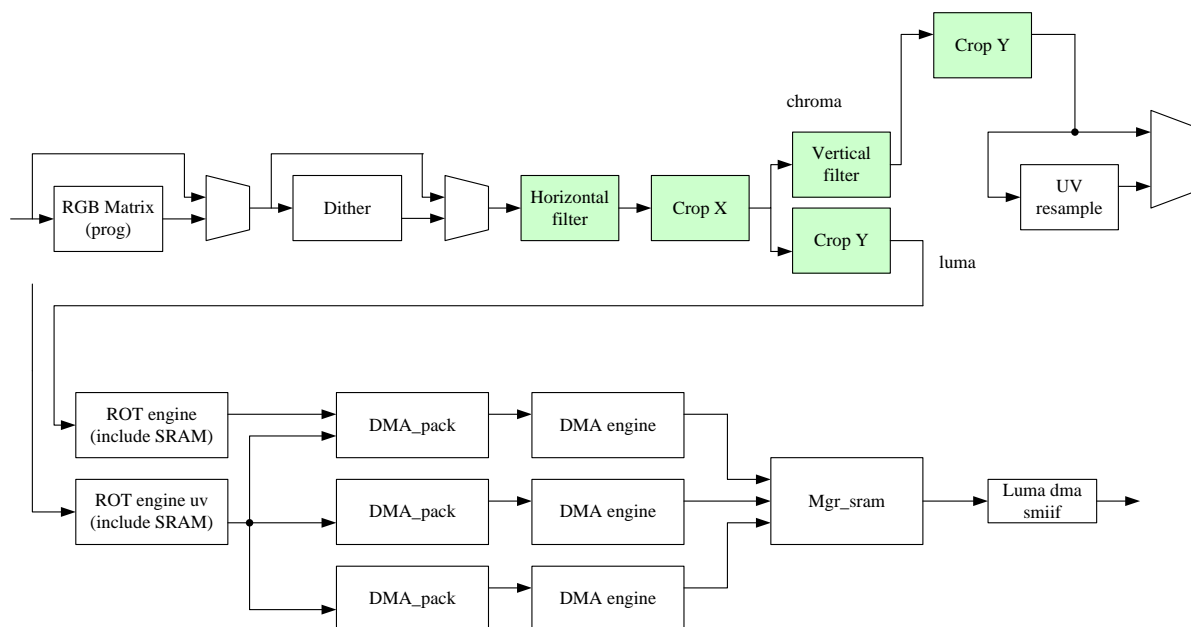 Crop Y
chroma
Vertical
filter
UV
resample
RGB Matrix
(prog)
Dither
Horizontal
filter
Crop X
Crop Y
luma
ROT engine
(include SRAM)
DMA_pack
DMA engine
ROT engine uv
(include SRAM)
DMA_pack
DMA engine
Mgr_sram
Luma dma
smiif
DMA_pack
DMA engine